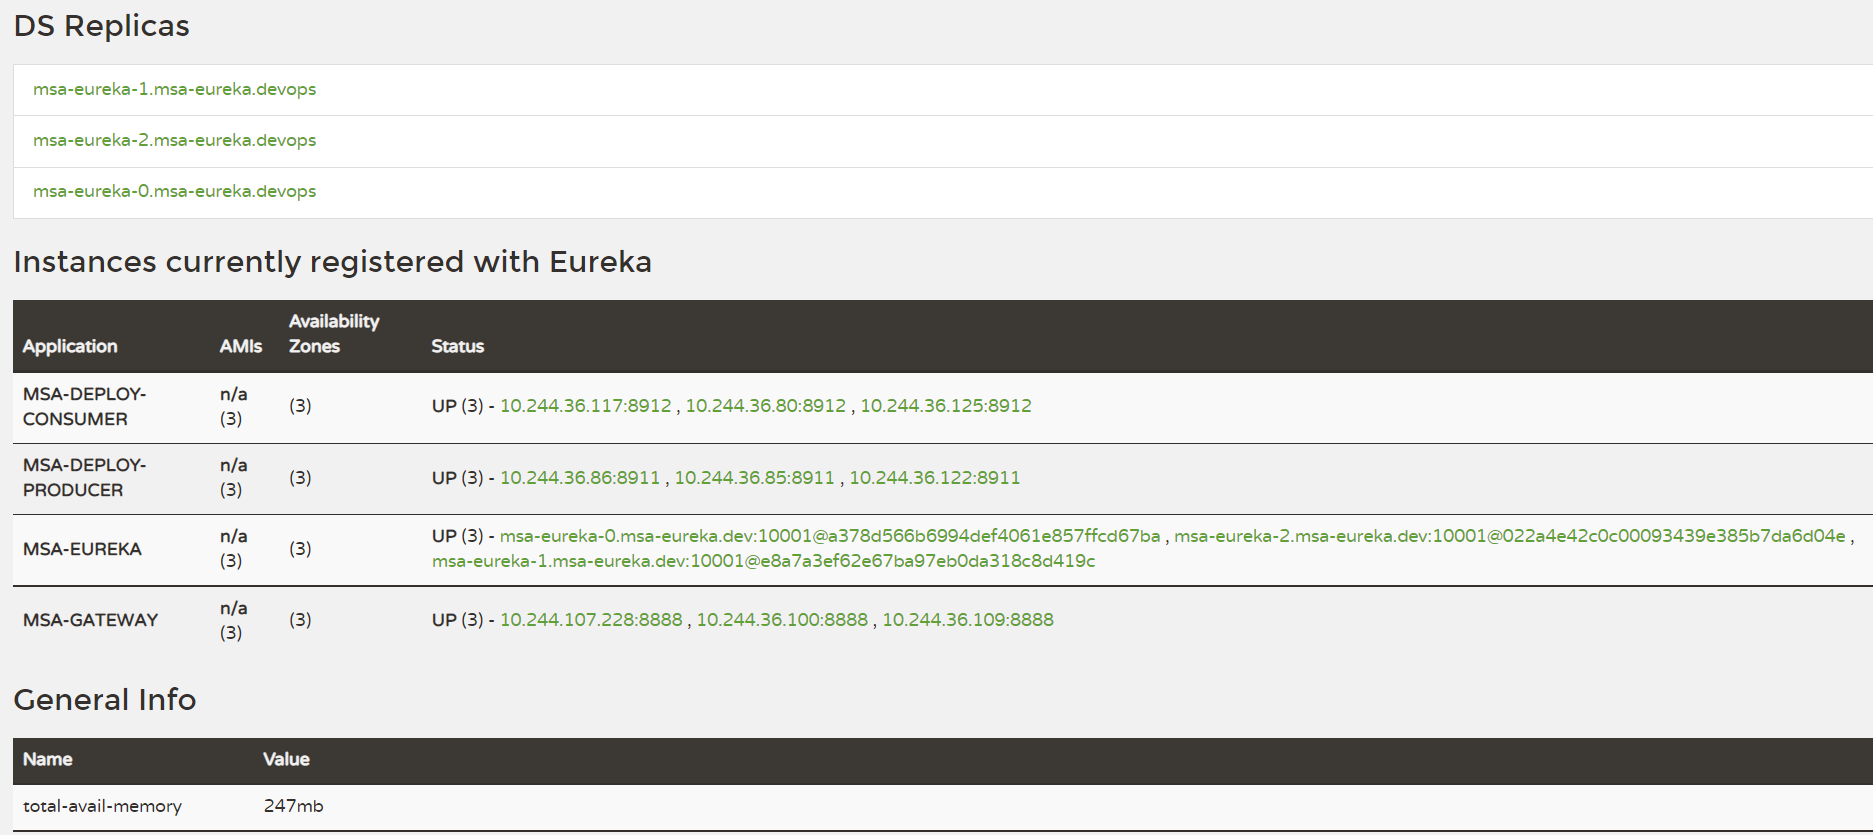 DS Replicas
msa-eureka-1.msa-eureka.devops
msa-eureka-2.msa-eureka.devops
msa-eureka-0.msa-eureka.devops
Instances currently registered with Eureka
Application AMIs Availability Zones Status
MSA-DEPLOY-CONSUMER n/a (3) (3) UP (3) - 10.244.36.117:8912 , 10.244.36.80:8912 , 10.244.36.125:8912
MSA-DEPLOY-PRODUCER n/a (3) (3) UP (3) - 10.244.36.86:8911 , 10.244.36.85:8911 , 10.244.36.122:8911
MSA-EUREKA n/a (3) (3) UP (3) - msa-eureka-0.msa-eureka.dev:10001@a378d566b6994def4061e857ffcd67ba , msa-eureka-2.msa-eureka.dev:10001@022a4e42c0c00093439e385b7da6d04e ,
msa-eureka-1.msa-eureka.dev:10001@e8a7a3ef62e67ba97eb0da318c8d419c
MSA-GATEWAY n/a (3) (3) UP (3) - 10.244.107.228:8888 , 10.244.36.100:8888 , 10.244.36.109:8888
General Info
Name Value
total-avail-memory 247mb